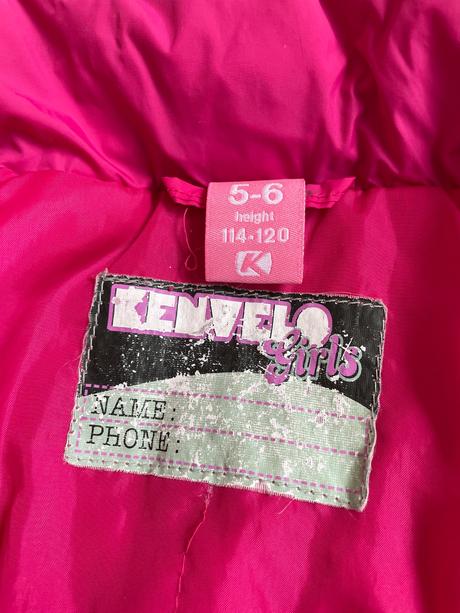 5-6
height
114-120
K
KENVELO
Girls
NAME:
PHONE: